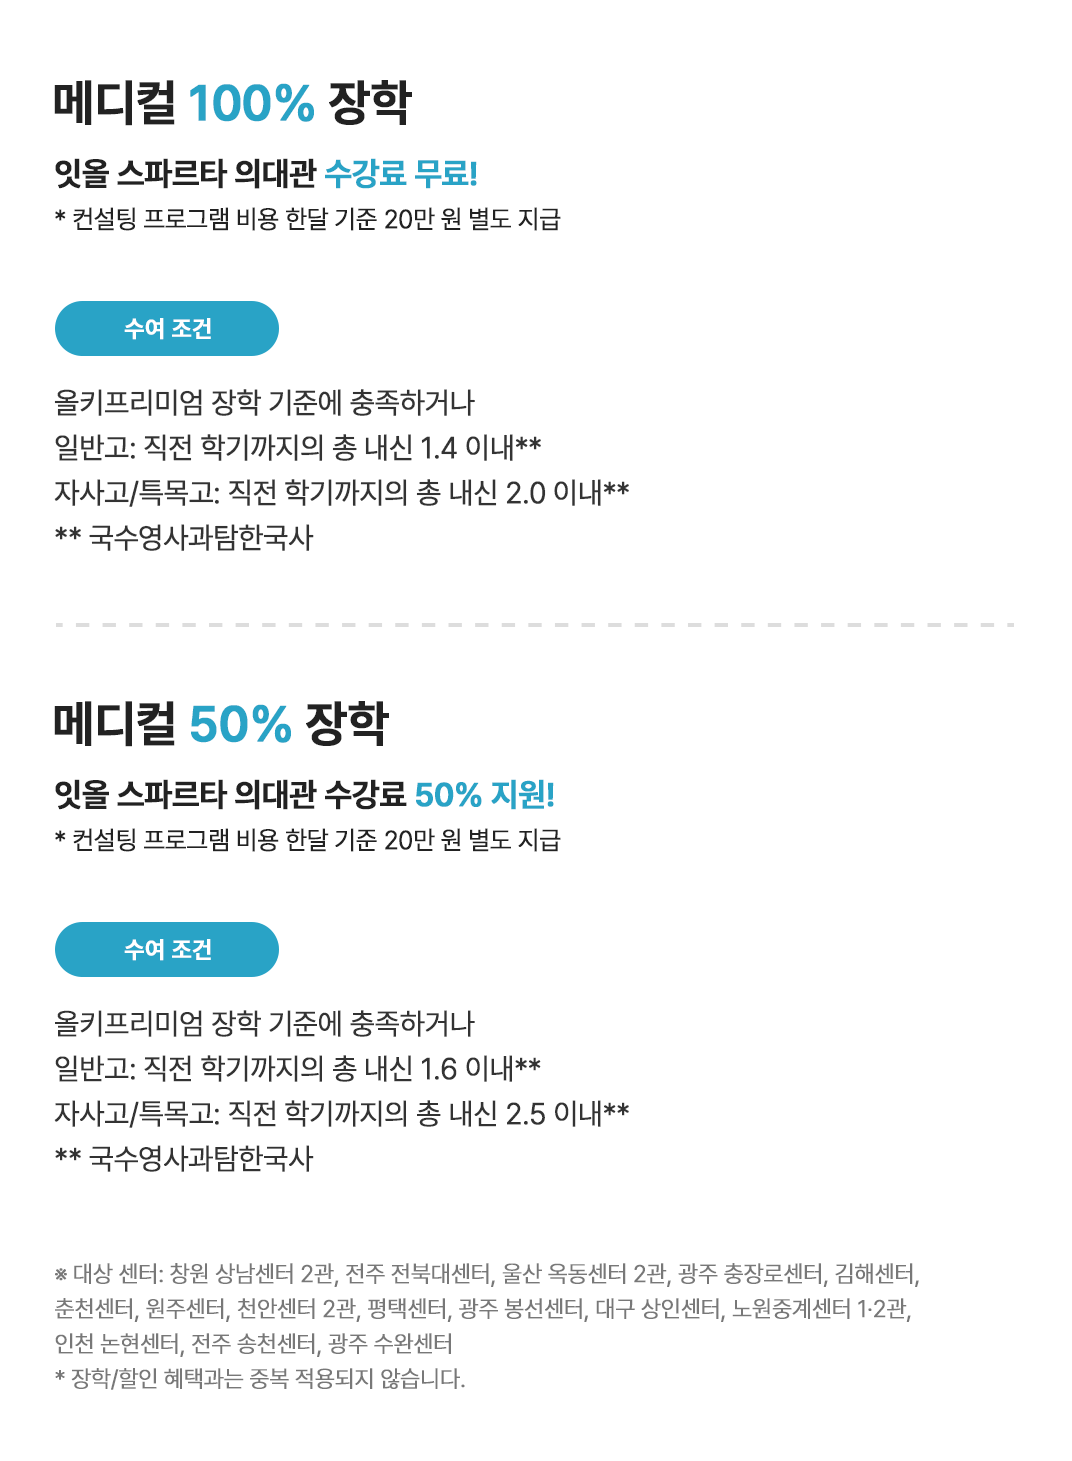 메디컬 100% 장학
잇올 스파르타 의대관 수강료 무료!
* 컨설팅 프로그램 비용 한달 기준 20만 원 별도 지급
수여 조건
올키프리미엄 장학 기준에 충족하거나
일반고: 직전 학기까지의 총 내신 1.4 이내**
자사고/특목고: 직전 학기까지의 총 내신 2.0 이내**
** 국수영사과탐한국사
메디컬 50% 장학
잇올 스파르타 의대관 수강료 50% 지원!
* 컨설팅 프로그램 비용 한달 기준 20만 원 별도 지급
수여 조건
올키프리미엄 장학 기준에 충족하거나
일반고: 직전 학기까지의 총 내신 1.6 이내**
자사고/특목고: 직전 학기까지의 총 내신 2.5 이내**
** 국수영사과탐한국사
※ 대상 센터: 창원 상남센터 2관, 전주 전북대센터, 울산 옥동센터 2관, 광주 충장로센터, 김해센터,
춘천센터, 원주센터, 천안센터 2관, 평택센터, 광주 봉선센터, 대구 상인센터, 노원중계센터 1·2관,
인천 논현센터, 전주 송천센터, 광주 수완센터
* 장학/할인 혜택과는 중복 적용되지 않습니다.